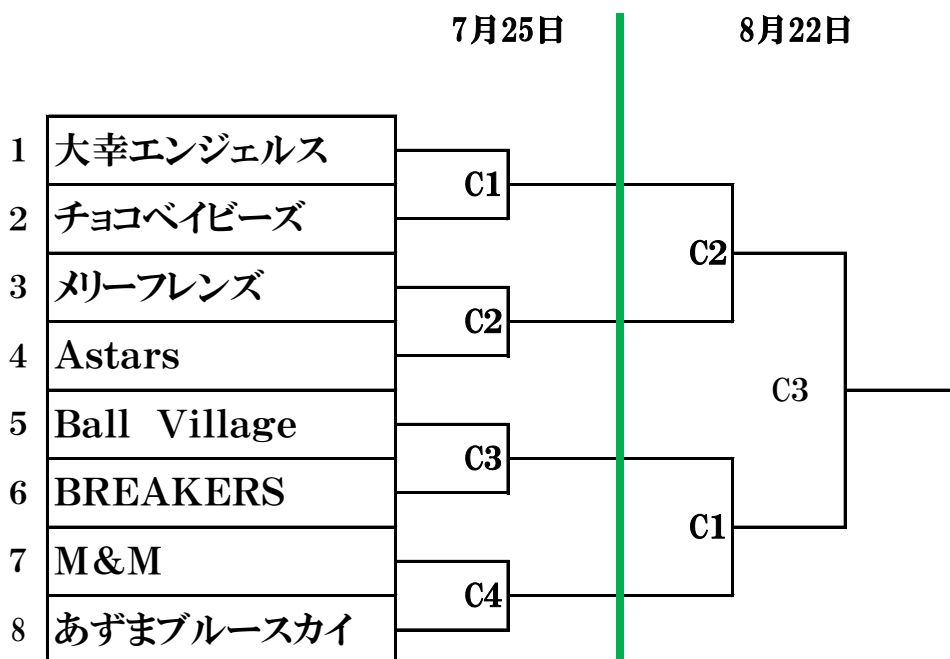 7月25日 8月22日
1 大幸エンジェルス
C1
2 チョコベイビーズ
C2
3 メリーフレンズ
C2
4 Astars
C3
5 Ball Village
C3
6 BREAKERS
C1
7 M&M
C4
8 あずまブルースカイ